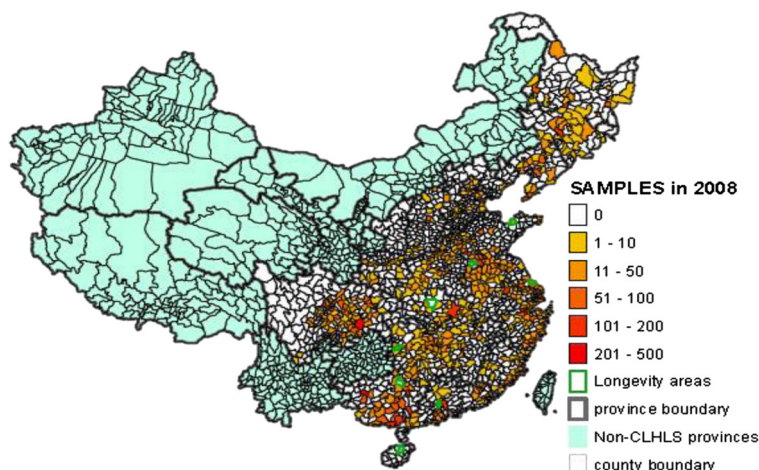 SAMPLES in 2008
0
1 - 10
11 - 50
51 - 100
101 - 200
201 - 500
Longevity areas
province boundary
Non-CLHLS provinces
county boundary